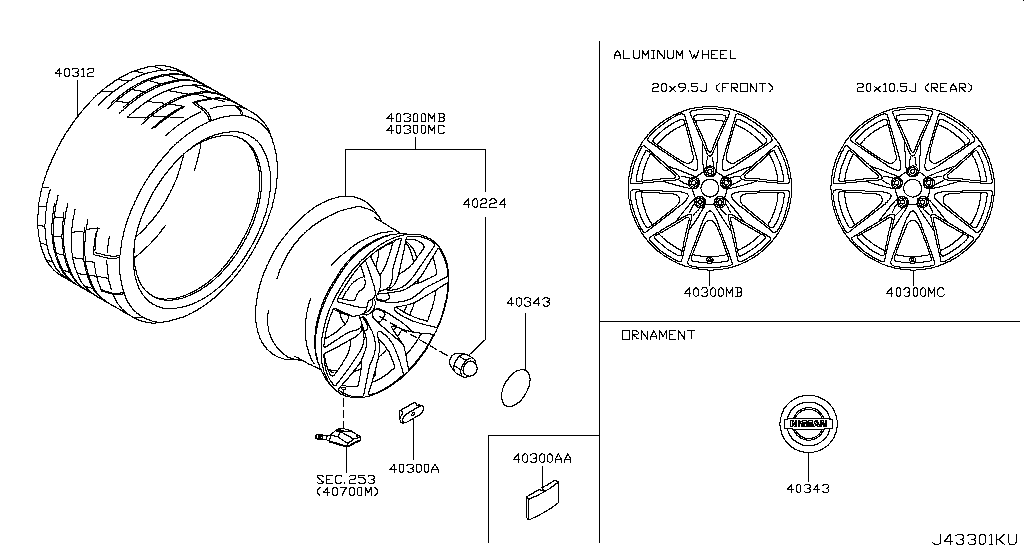 40312
40300MB
40300MC
40224
40343
40300A
SEC.253
(40700M)
40300AA
ALUMINUM WHEEL
20x9.5J (FRONT)
20x10.5J (REAR)
40300MB
40300MC
ORNAMENT
NISSAN
40343
J43301KU